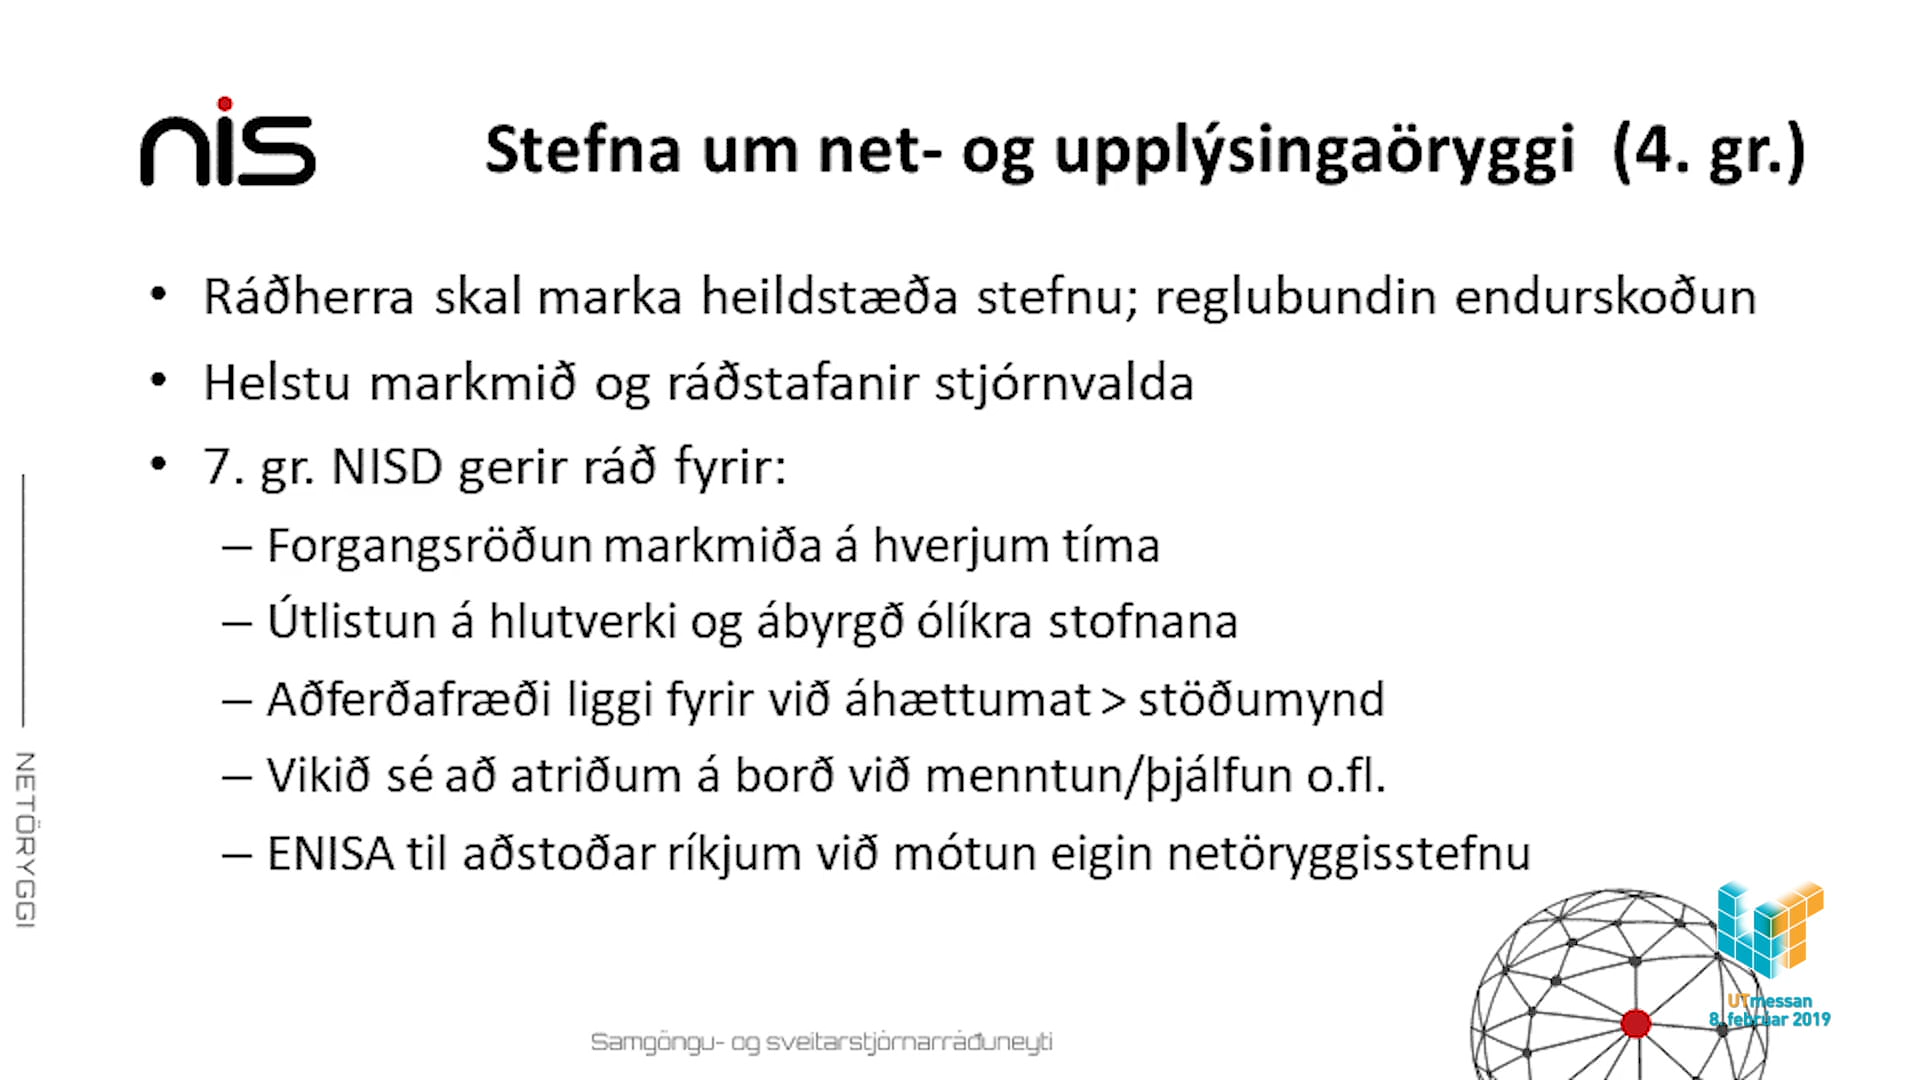 nis
Stefna um net- og upplýsingaöryggi (4. gr.)
• Ráðherra skal marka heildstæða stefnu; reglubundin endurskoðun
• Helstu markmið og ráðstafanir stjórnvalda
• 7. gr. NISD gerir ráð fyrir:
– Forgangsröðun markmiða á hverjum tíma
– Útlistun á hlutverki og ábyrgð ólíkra stofnana
– Aðferðafræði liggi fyrir við áhættumat > stöðumynd
– Vikið sé að atriðum á borð við menntun/þjálfun o.fl.
– ENISA til aðstoðar ríkjum við mótun eigin netöryggisstefnu
NETÖRYGGI
Samgöngu- og sveitarstjórnarráðuneyti
UTmessan
8. febrúar 2019